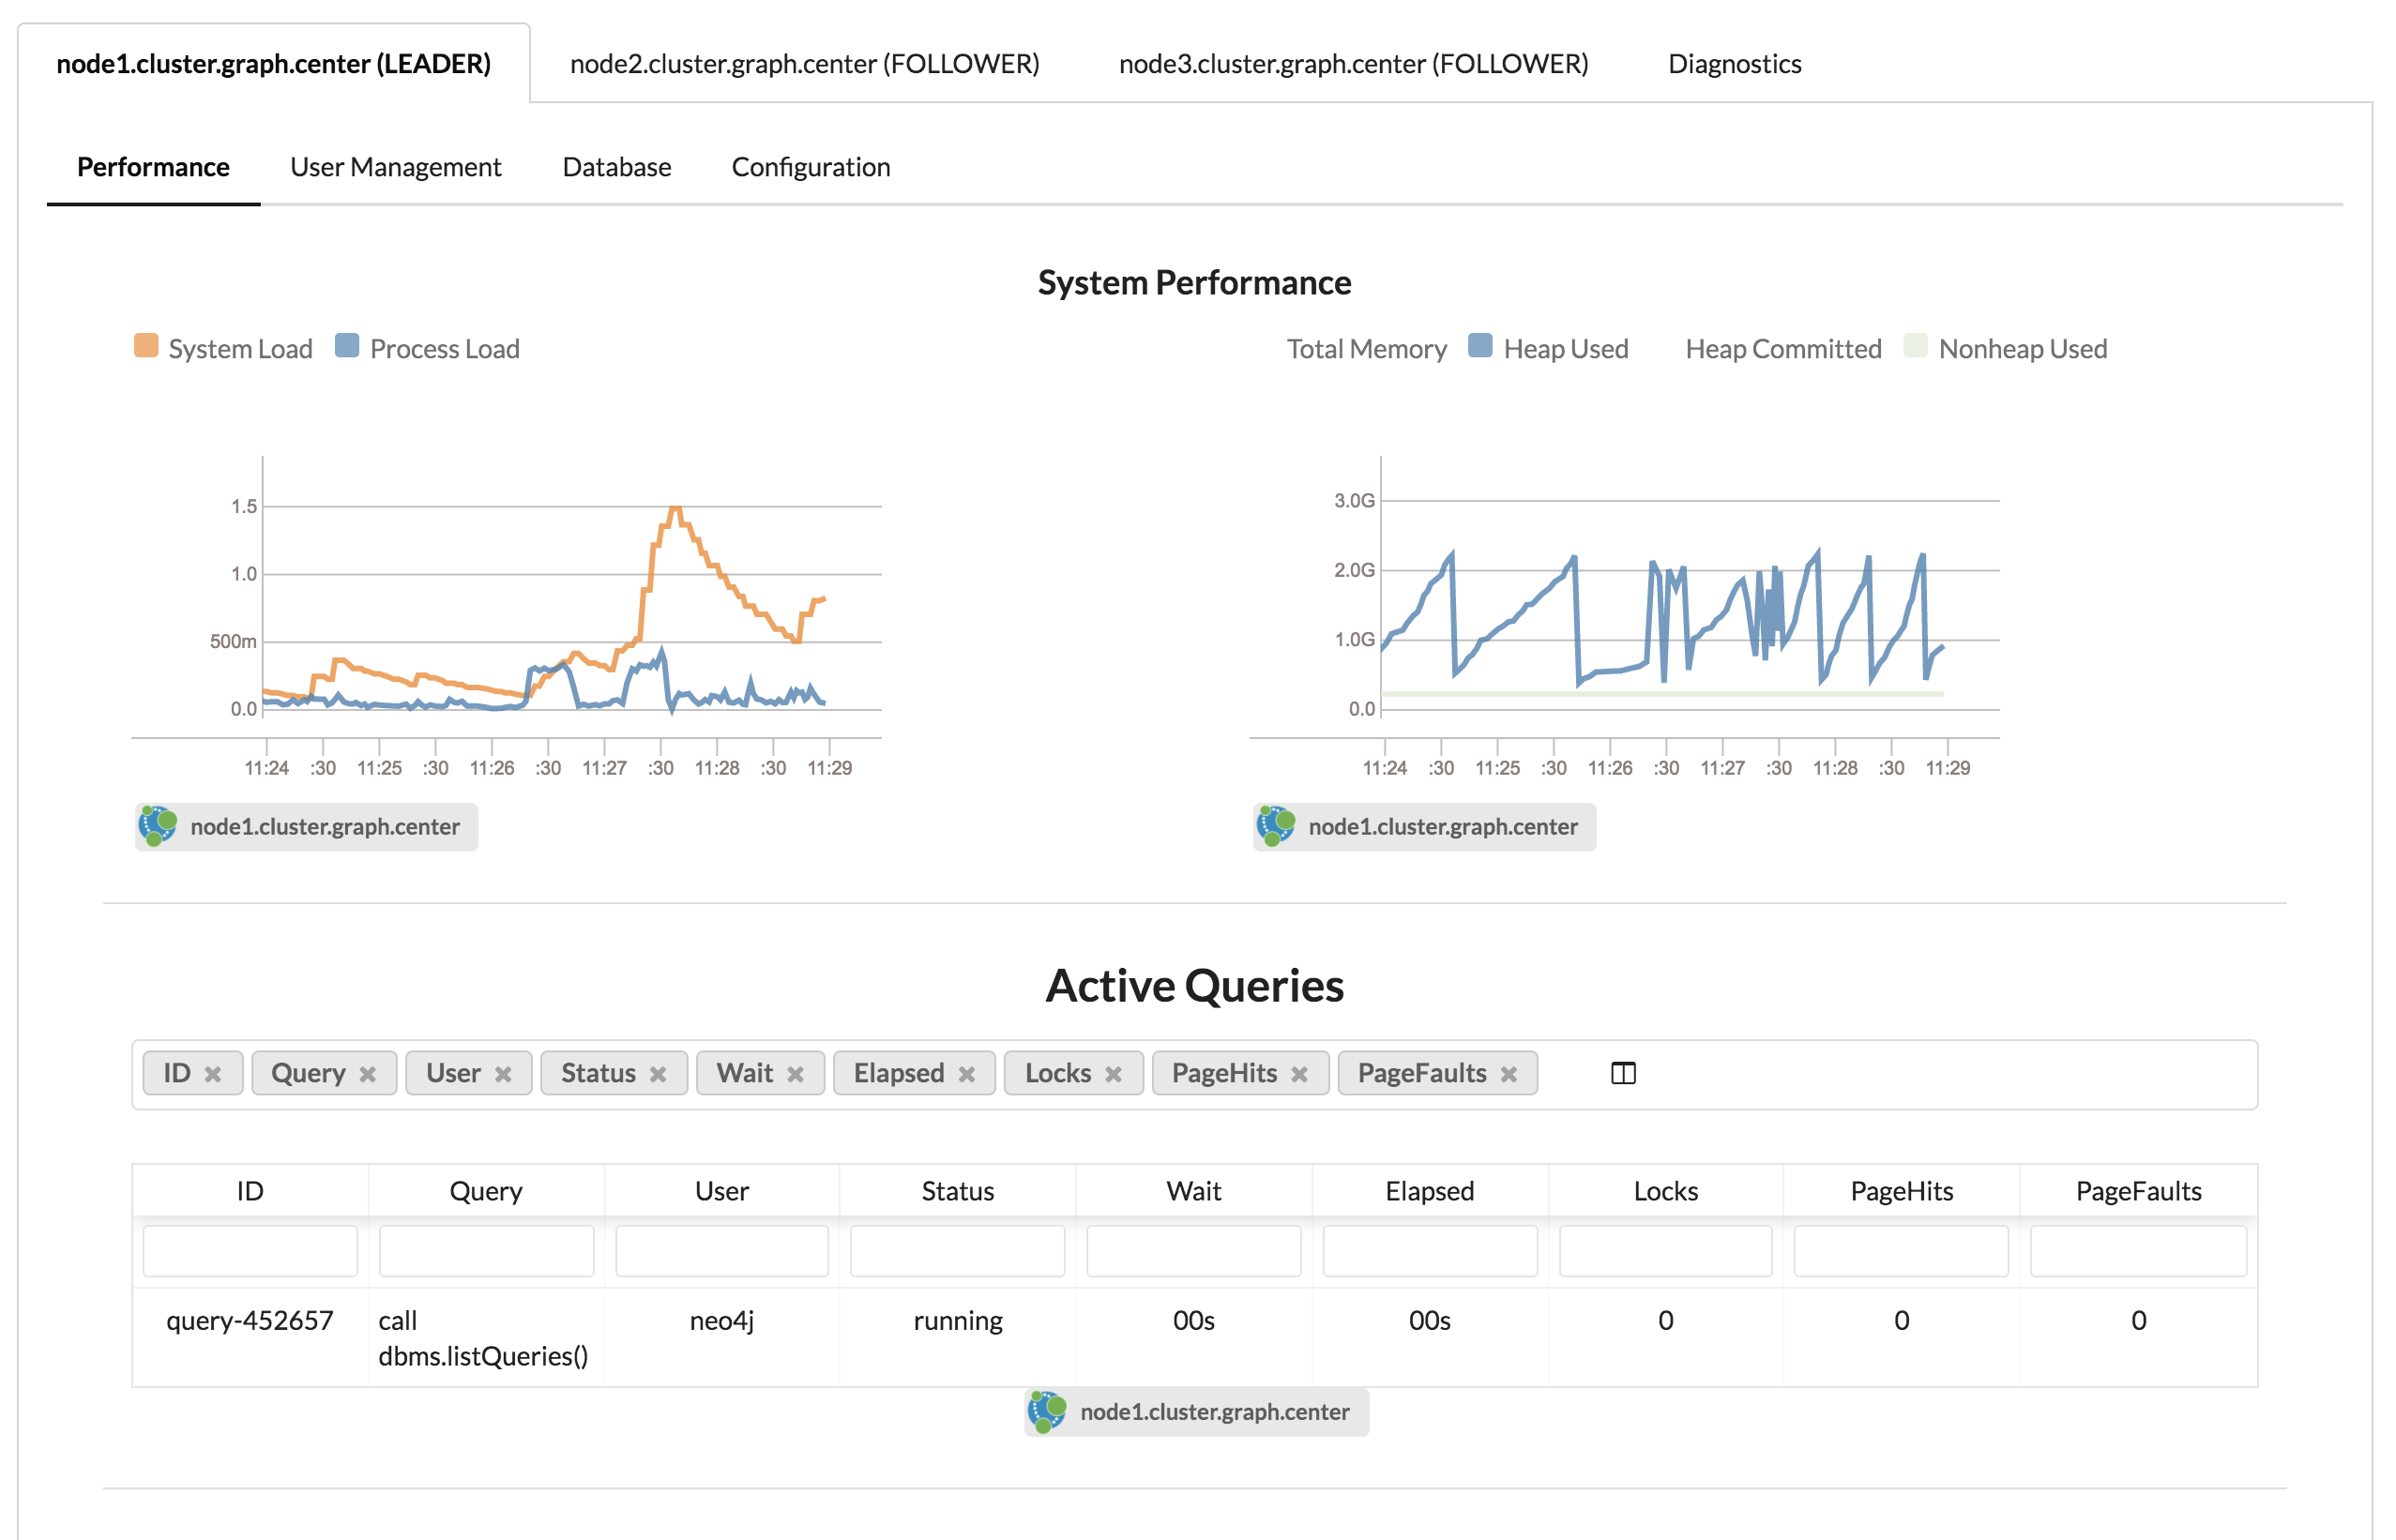 node1.cluster.graph.center (LEADER) node2.cluster.graph.center (FOLLOWER) node3.cluster.graph.center (FOLLOWER) Diagnostics
Performance User Management Database Configuration
System Performance
System Load Process Load
Total Memory Heap Used Heap Committed Nonheap Used
1.5
1.0
500m
0.0
11:24 :30 11:25 :30 11:26 :30 11:27 :30 11:28 :30 11:29
node1.cluster.graph.center
3.0G
2.0G
1.0G
0.0
11:24 :30 11:25 :30 11:26 :30 11:27 :30 11:28 :30 11:29
node1.cluster.graph.center
Active Queries
ID Query User Status Wait Elapsed Locks PageHits PageFaults
ID Query User Status Wait Elapsed Locks PageHits PageFaults
query-452657 call neo4j running 00s 00s 0 0 0
dbms.listQueries()
node1.cluster.graph.center